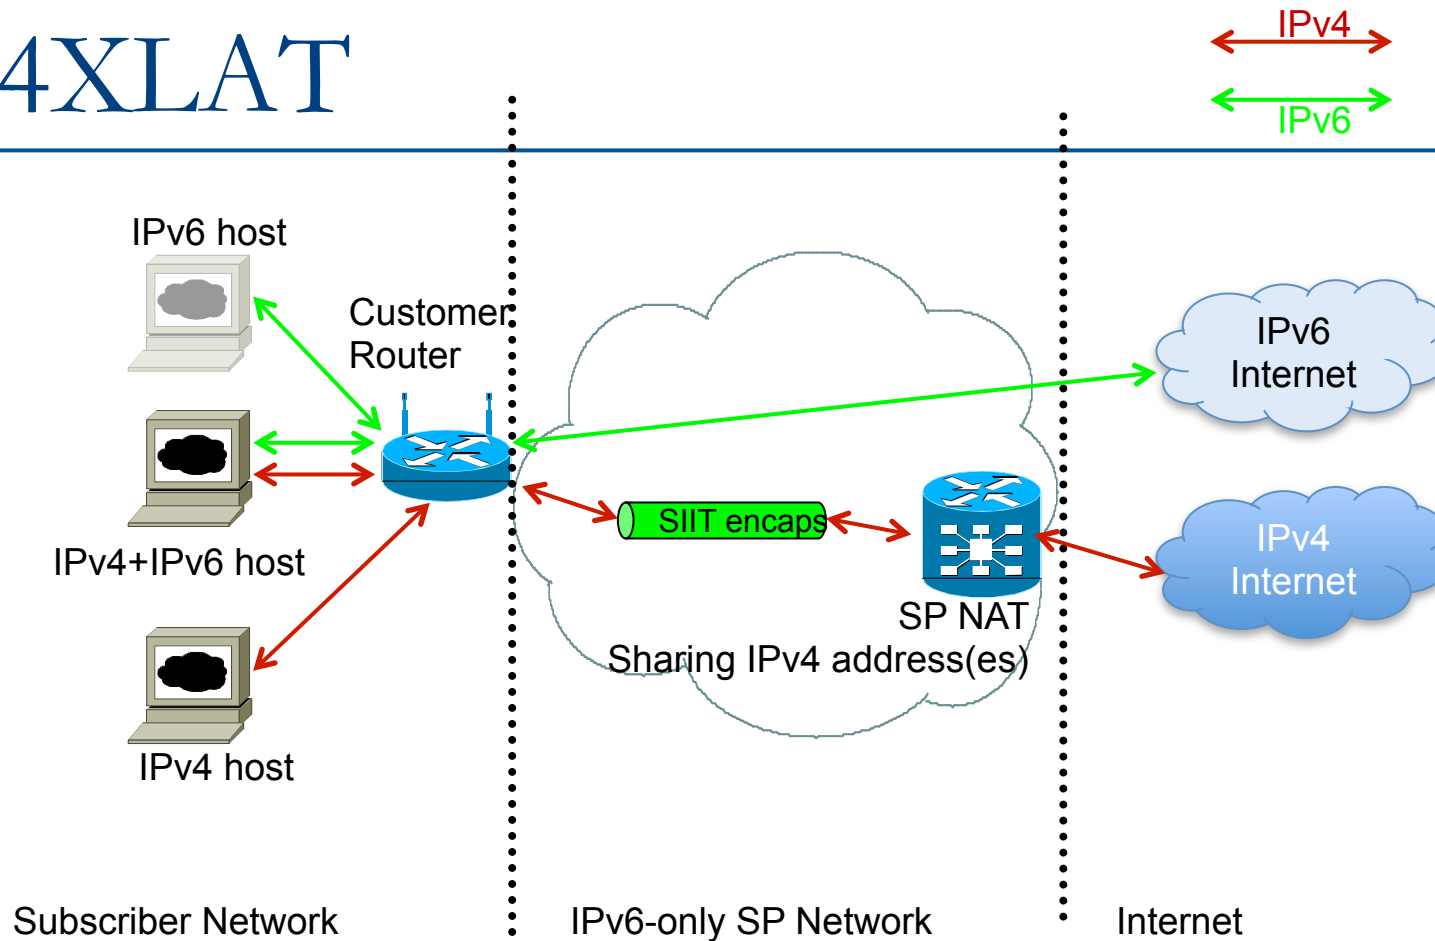 4XLAT
IPv4
IPv6
IPv6 host
Customer
Router
IPv6
Internet
SIIT encaps
IPv4+IPv6 host
IPv4
Internet
SP NAT
Sharing IPv4 address(es)
IPv4 host
Subscriber Network
IPv6-only SP Network
Internet